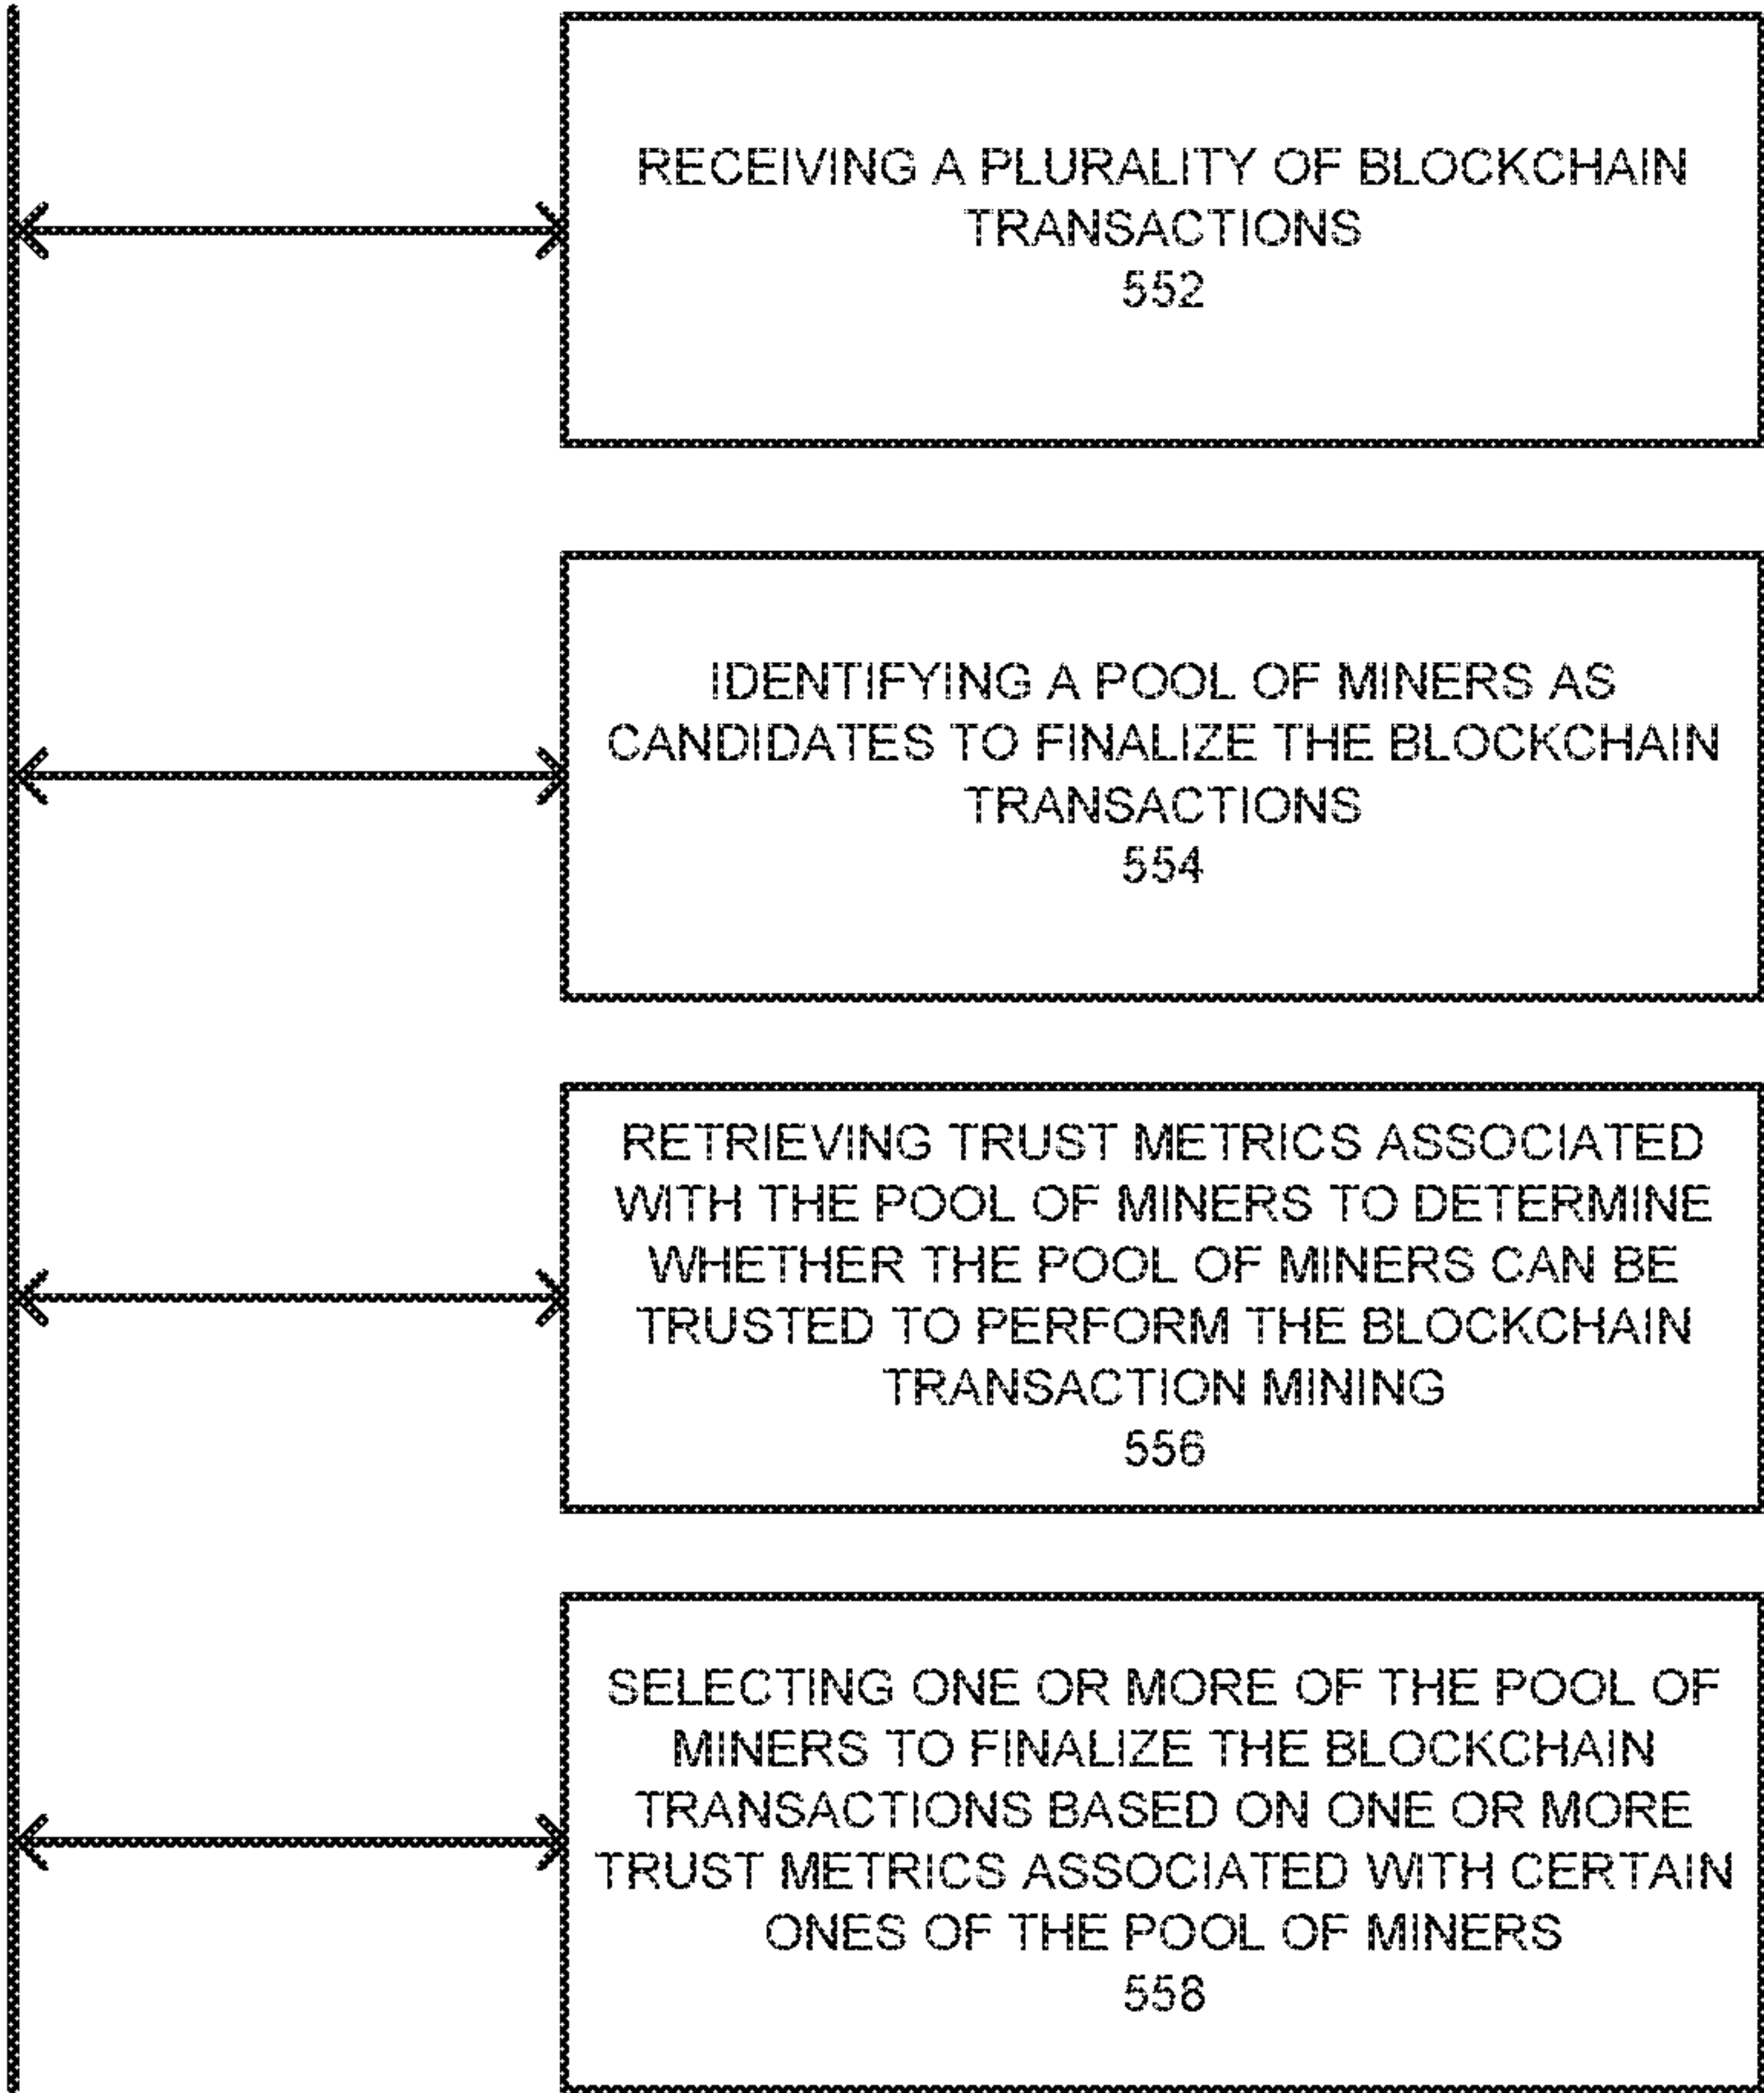 RECEIVING A PLURALITY OF BLOCKCHAIN
TRANSACTIONS
552
IDENTIFYING A POOL OF MINERS AS
CANDIDATES TO FINALIZE THE BLOCKCHAIN
TRANSACTIONS
554
RETRIEVING TRUST METRICS ASSOCIATED
WITH THE POOL OF MINERS TO DETERMINE
WHETHER THE POOL OF MINERS CAN BE
TRUSTED TO PERFORM THE BLOCKCHAIN
TRANSACTION MINING
556
SELECTING ONE OR MORE OF THE POOL OF
MINERS TO FINALIZE THE BLOCKCHAIN
TRANSACTIONS BASED ON ONE OR MORE
TRUST METRICS ASSOCIATED WITH CERTAIN
ONES OF THE POOL OF MINERS
558